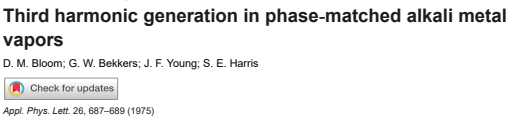 Third harmonic generation in phase-matched alkali metal
vapors
D. M. Bloom; G. W. Bekkers; J. F. Young; S. E. Harris
Check for updates
Appl. Phys. Lett. 26, 687–689 (1975)